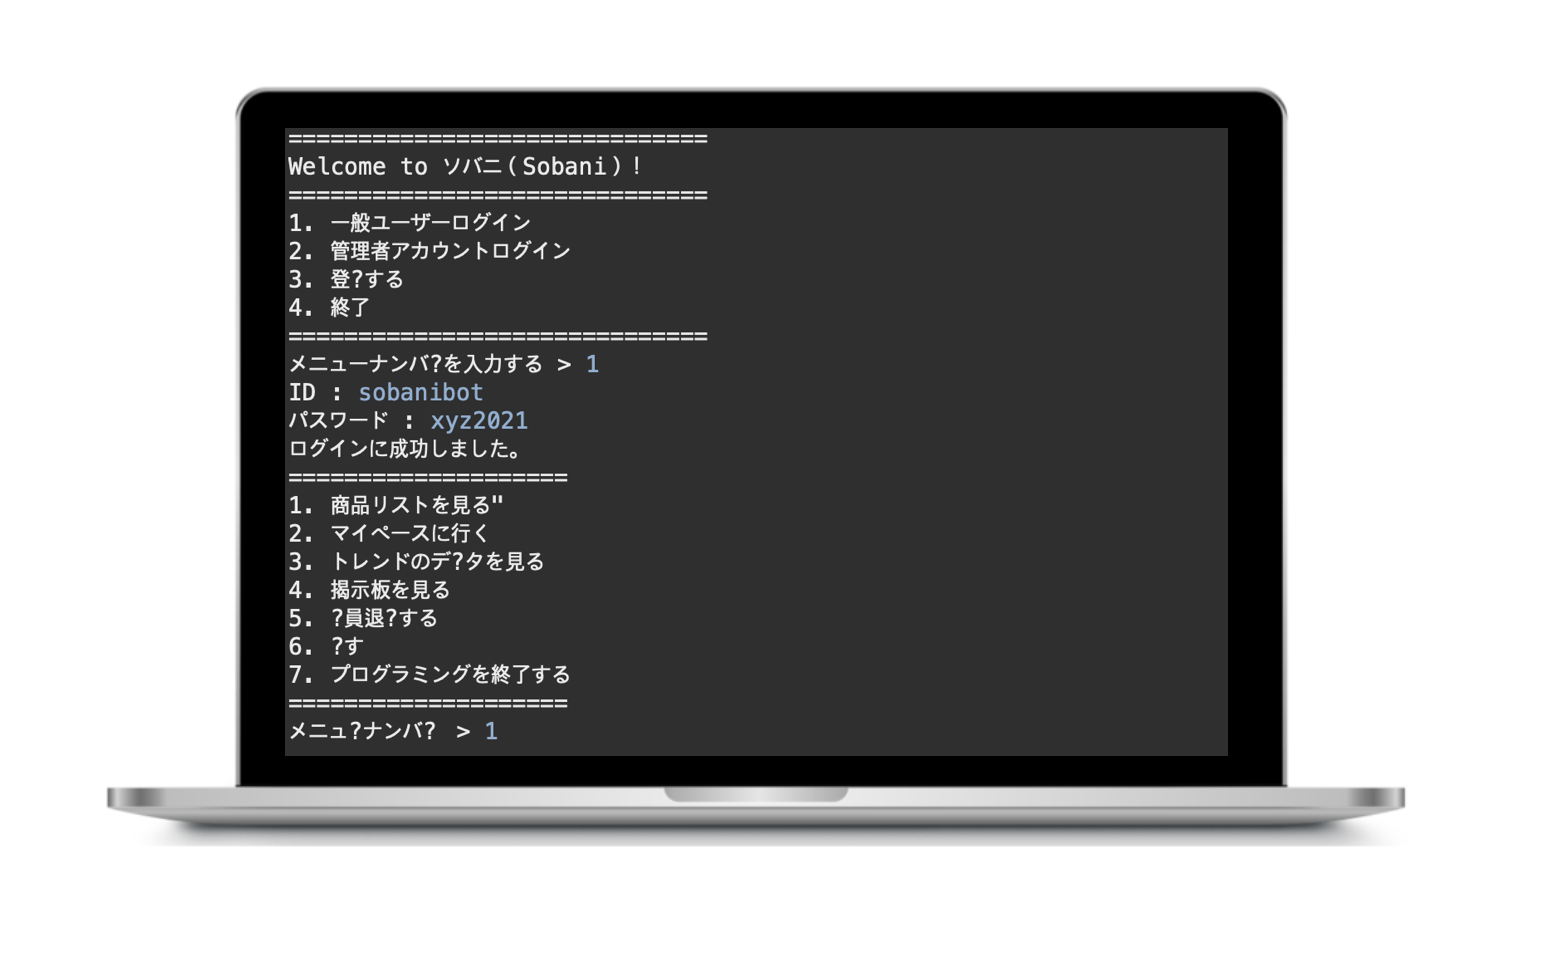 ==============================
Welcome to ソバニ(Sobani)!
==============================
1. 一般ユーザーログイン
2. 管理者アカウントログイン
3. 登?する
4. 終了
==============================
メニューナンバ?を入力する > 1
ID : sobanibot
パスワード : xyz2021
ログインに成功しました。
====================
1. 商品リストを見る"
2. マイペースに行く
3. トレンドのデ?タを見る
4. 掲示板を見る
5. ?員退?する
6. ?す
7. プログラミングを終了する
====================
メニュ?ナンバ? > 1